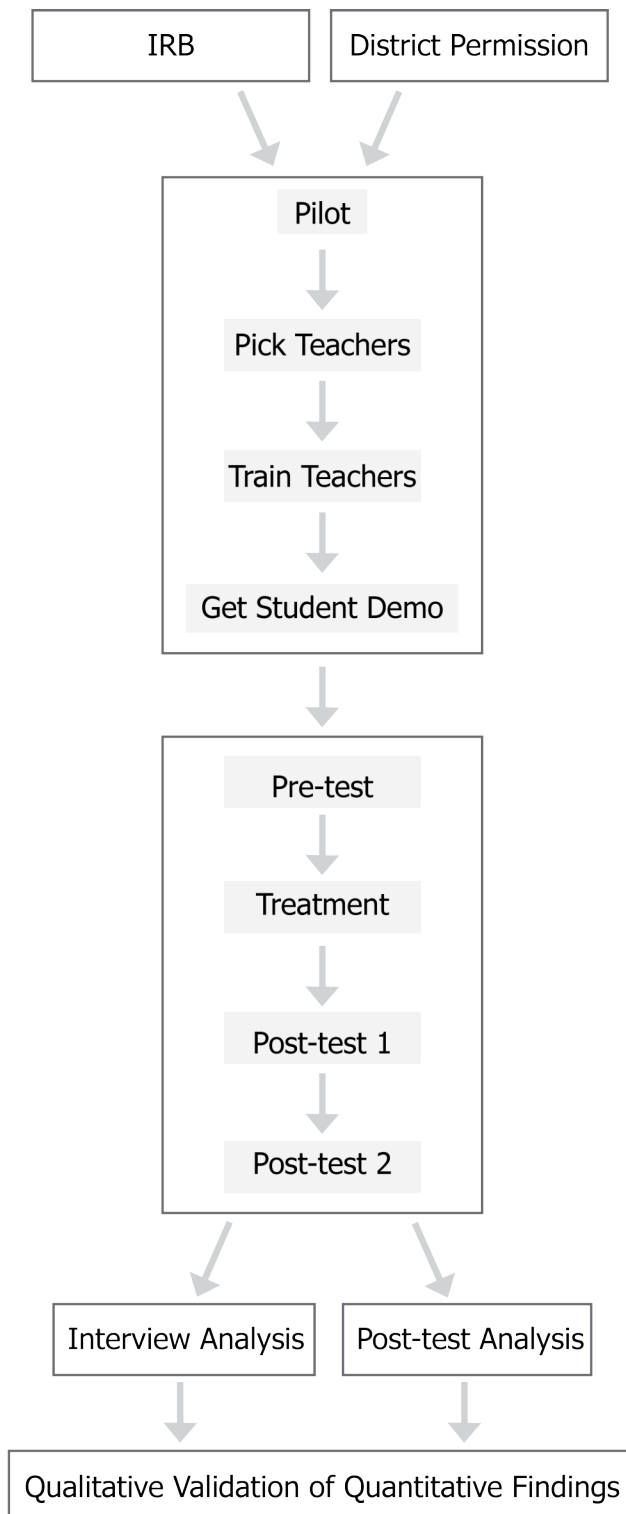 IRB
District Permission
Pilot
Pick Teachers
Train Teachers
Get Student Demo
Pre-test
Treatment
Post-test 1
Post-test 2
Interview Analysis
Post-test Analysis
Qualitative Validation of Quantitative Findings